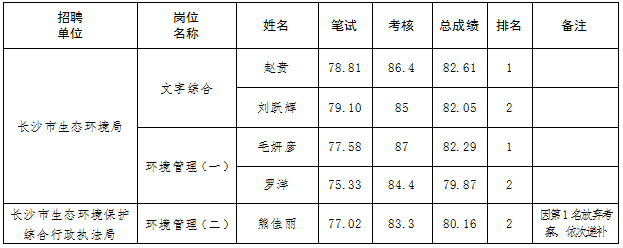 招聘
单位
岗位
名称
姓名
笔试
考核
总成绩
排名
备注
长沙市生态环境局
文字综合
赵贵
78.81
86.4
82.61
1
刘跃辉
79.10
85
82.05
2
环境管理（一）
毛妍彦
77.58
87
82.29
1
罗洋
75.33
84.4
79.87
2
长沙市生态环境保护
综合行政执法局
环境管理（二）
熊佳丽
77.02
83.3
80.16
2
因第1名放弃考
察，依次递补